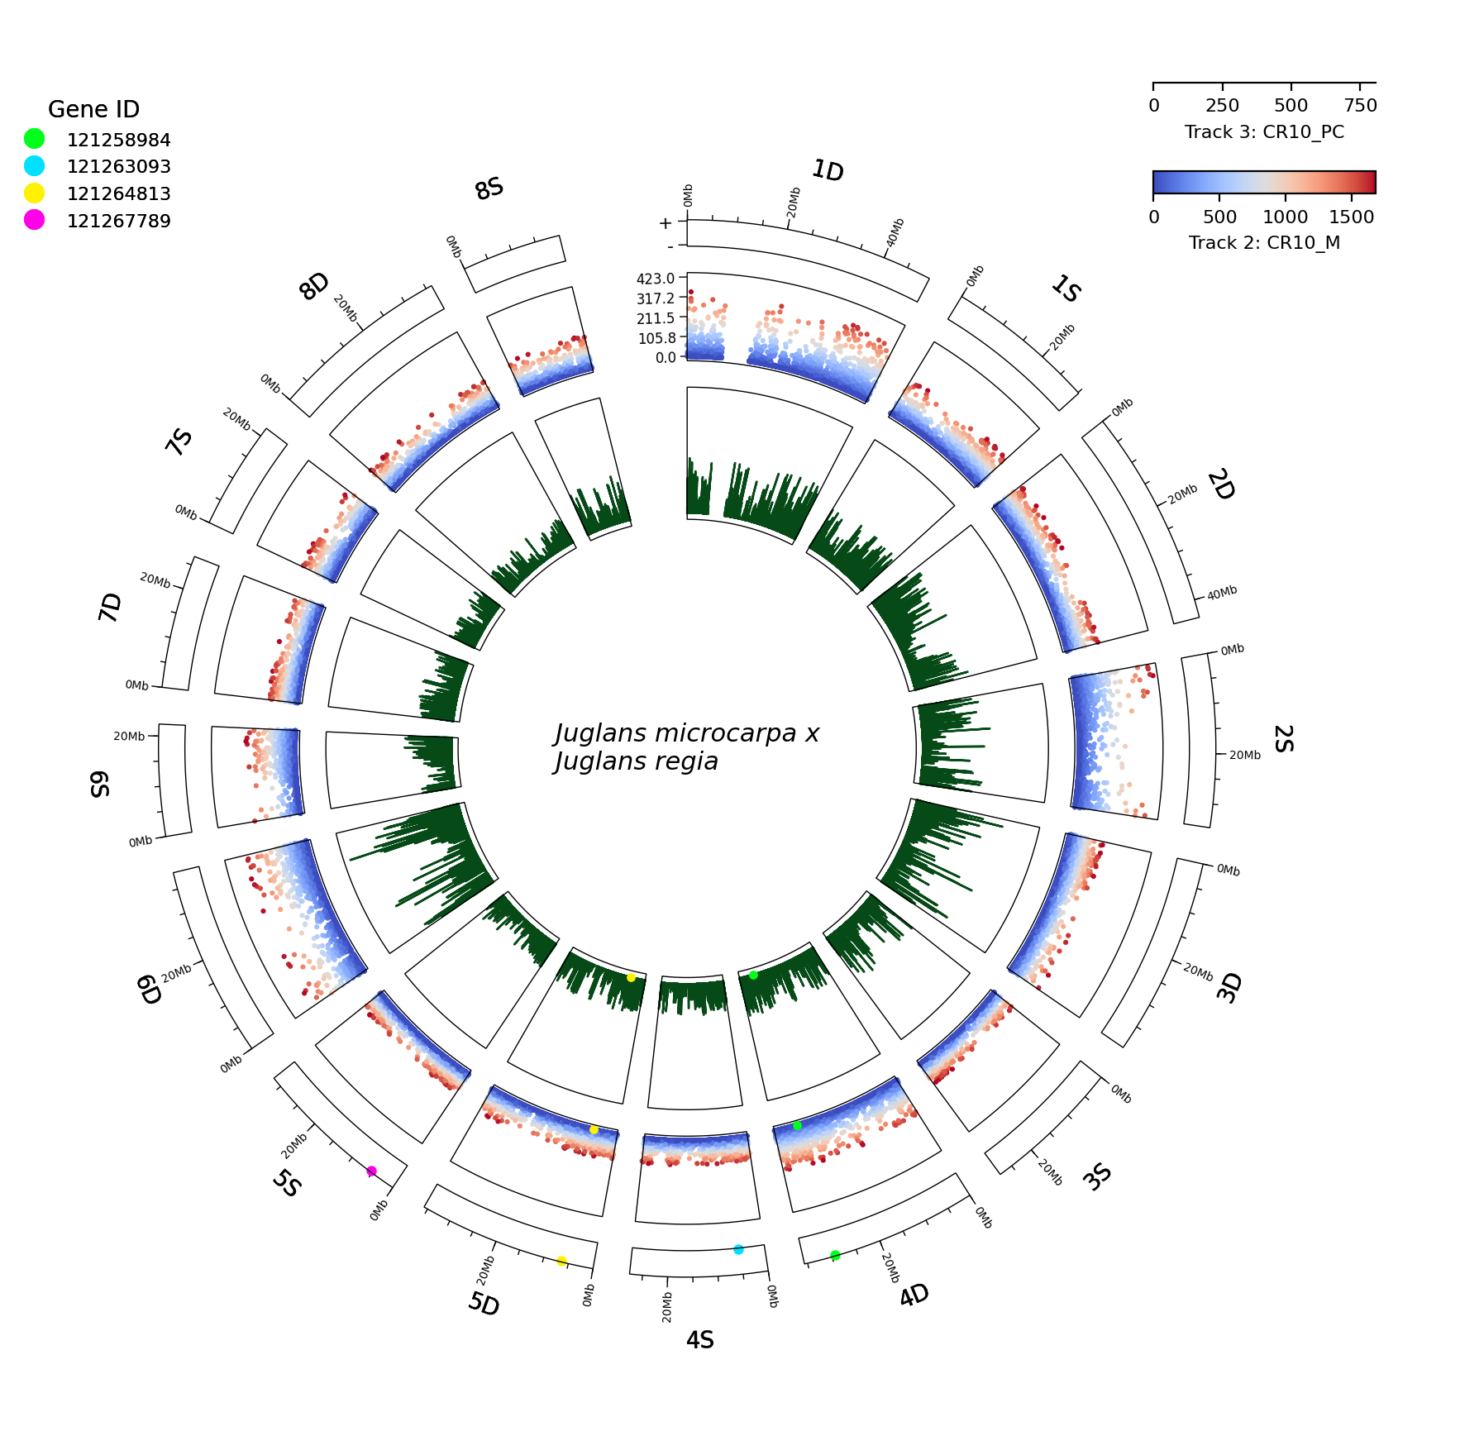 Gene ID
121258984
121263093
121264813
121267789
0 250 500 750
Track 3: CR10_PC
0 500 1000 1500
Track 2: CR10_M
1D
0Mb
20Mb
40Mb
+
-
423.0
317.2
211.5
105.8
0.0
1S
0Mb
20Mb
2D
0Mb
20Mb
40Mb
2S
0Mb
20Mb
3D
0Mb
20Mb
3S
0Mb
20Mb
4D
0Mb
20Mb
4S
0Mb
20Mb
5D
0Mb
20Mb
5S
0Mb
20Mb
6D
0Mb
20Mb
6S
0Mb
20Mb
7D
0Mb
20Mb
7S
0Mb
20Mb
8D
0Mb
20Mb
8S
0Mb
Juglans microcarpa x
Juglans regia